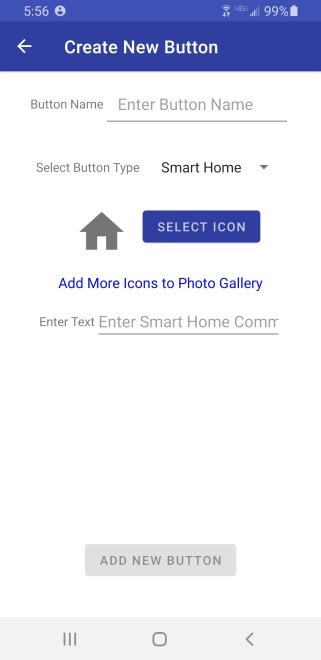 5:56 99%
Create New Button
Button Name Enter Button Name
Select Button Type Smart Home
SELECT ICON
Add More Icons to Photo Gallery
Enter Text Enter Smart Home Comm
ADD NEW BUTTON